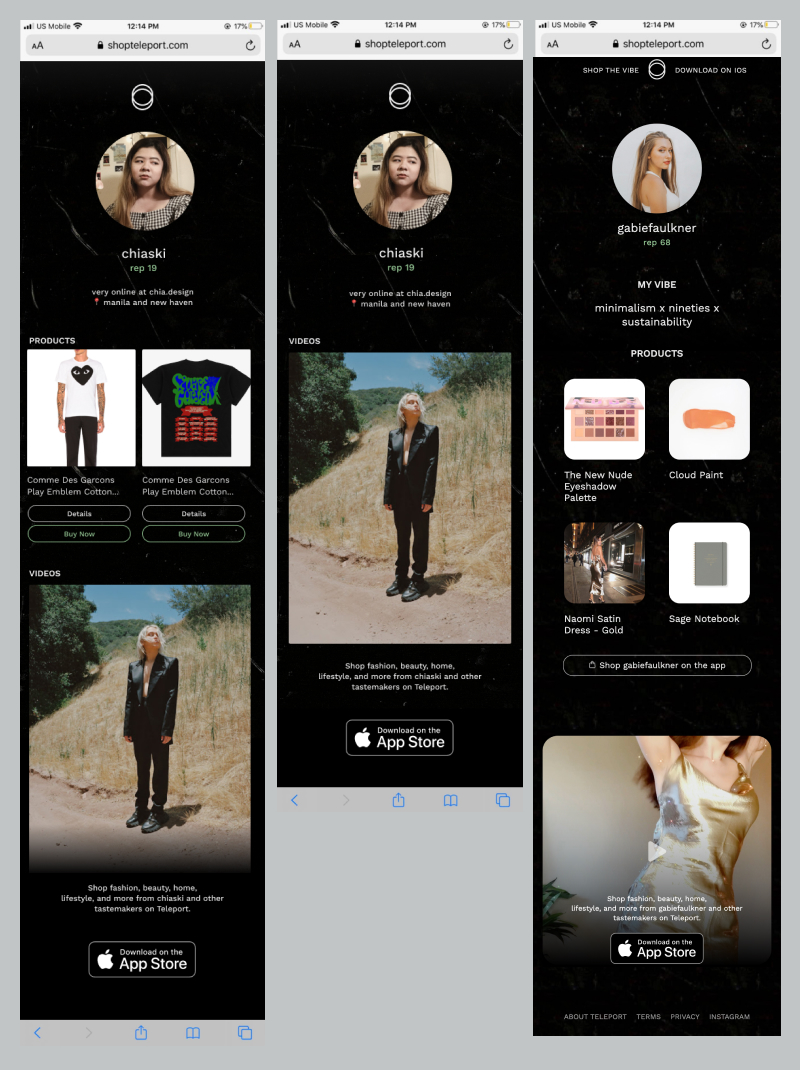 US Mobile 12:14 PM 17%
AA shopteleport.com
chiaski
rep 19
very online at chia.design
📍 manila and new haven
PRODUCTS
Comme Des Garcons
Play Emblem Cotton...
Details
Buy Now
Comme Des Garcons
Play Emblem Cotton...
Details
Buy Now
VIDEOS
Shop fashion, beauty, home,
lifestyle, and more from chiaski and other
tastemakers on Teleport.
Download on the
App Store
US Mobile 12:14 PM 17%
AA shopteleport.com
chiaski
rep 19
very online at chia.design
📍 manila and new haven
VIDEOS
Shop fashion, beauty, home,
lifestyle, and more from chiaski and other
tastemakers on Teleport.
Download on the
App Store
US Mobile 12:14 PM 17%
AA shopteleport.com
SHOP THE VIBE DOWNLOAD ON IOS
gabiefaulkner
rep 68
MY VIBE
minimalism x nineties x
sustainability
PRODUCTS
The New Nude
Eyeshadow
Palette
Cloud Paint
Naomi Satin
Dress - Gold
Sage Notebook
Shop gabiefaulkner on the app
Shop fashion, beauty, home,
lifestyle, and more from gabiefaulkner and other
tastemakers on Teleport.
Download on the
App Store
ABOUT TELEPORT TERMS PRIVACY INSTAGRAM